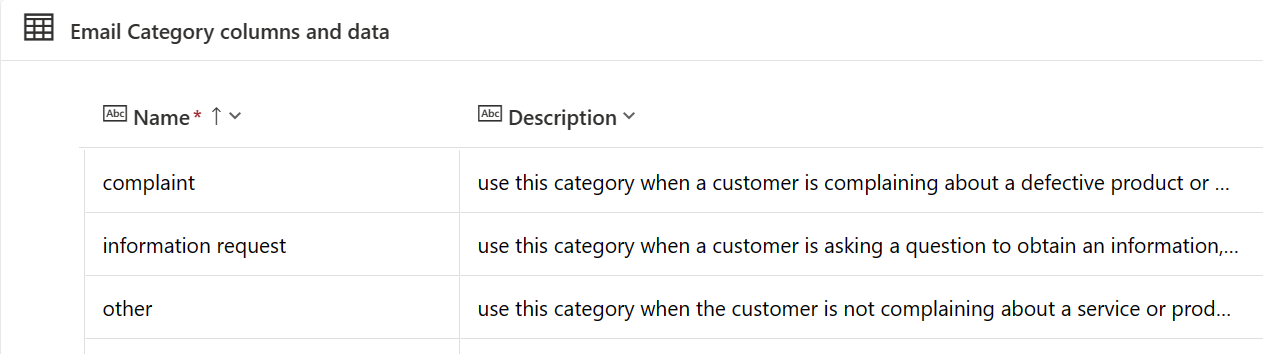 Email Category columns and data
Abc Name* ↑ Abc Description
complaint use this category when a customer is complaining about a defective product or ...
information request use this category when a customer is asking a question to obtain an information,...
other use this category when the customer is not complaining about a service or prod...